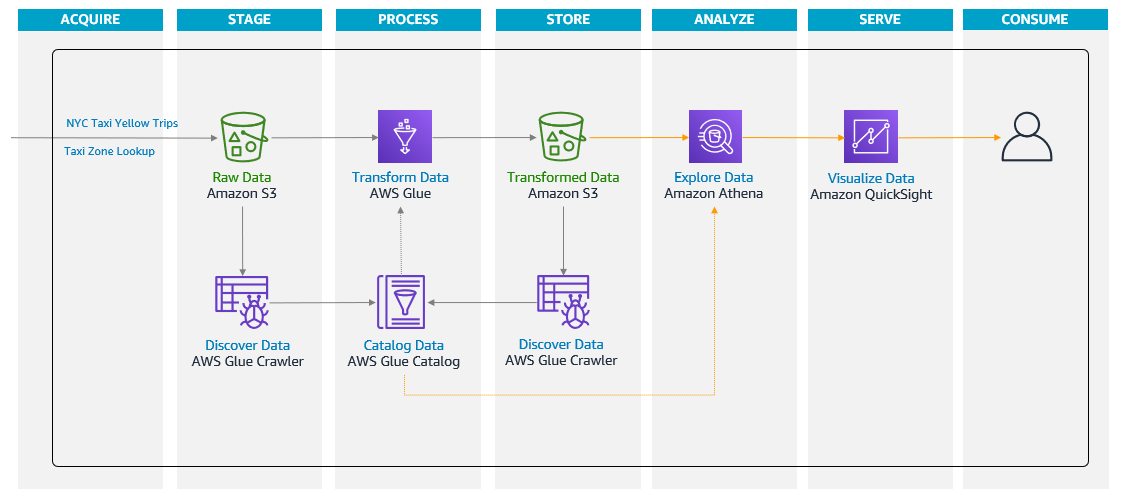 ACQUIRE
STAGE
PROCESS
STORE
ANALYZE
SERVE
CONSUME
NYC Taxi Yellow Trips
Taxi Zone Lookup
Raw Data
Amazon S3
Transform Data
AWS Glue
Transformed Data
Amazon S3
Explore Data
Amazon Athena
Visualize Data
Amazon QuickSight
Discover Data
AWS Glue Crawler
Catalog Data
AWS Glue Catalog
Discover Data
AWS Glue Crawler